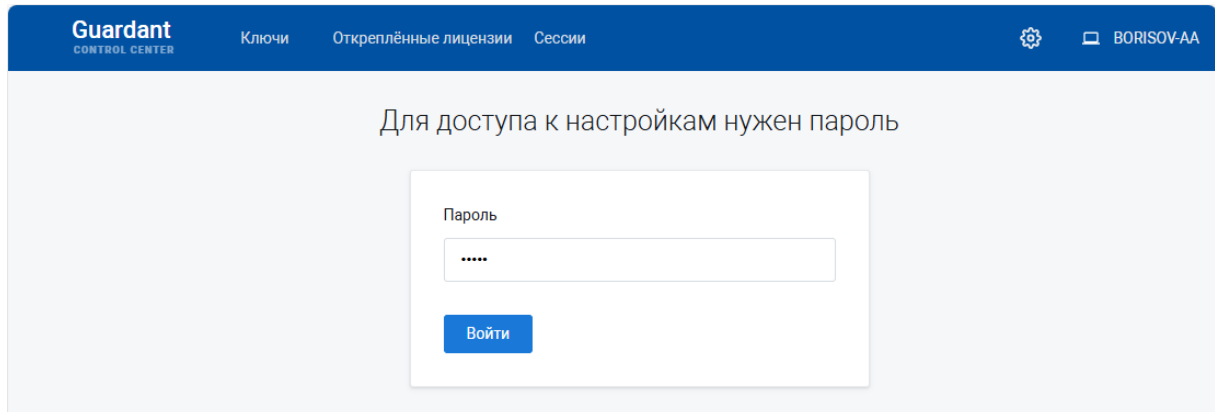 Guardant
CONTROL CENTER
Ключи Откреплённые лицензии Сессии BORISOV-AA
Для доступа к настройкам нужен пароль
Пароль
•••••
Войти